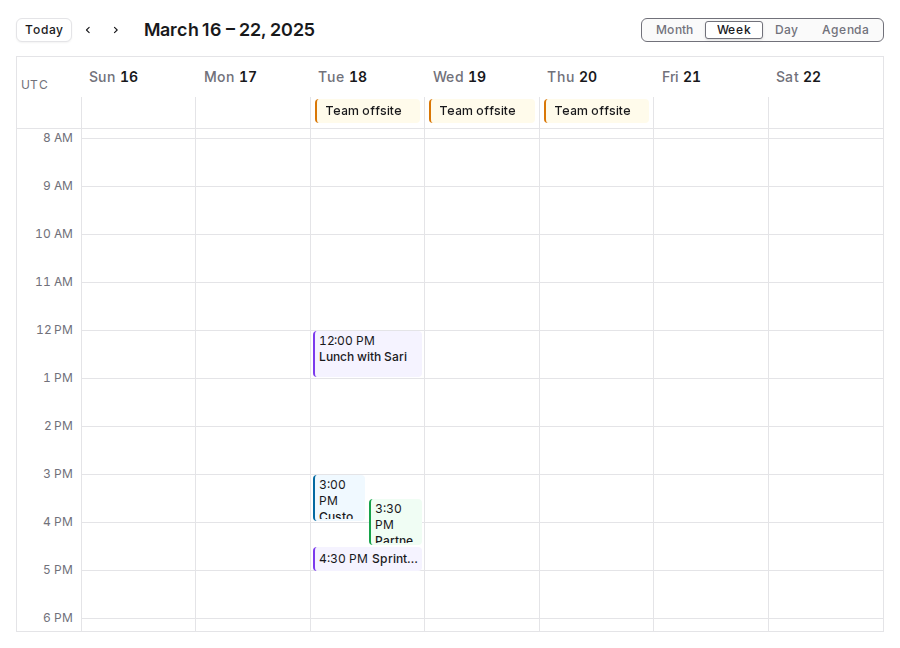 Today
March 16 – 22, 2025
Month Week Day Agenda
UTC
Sun 16 Mon 17 Tue 18 Wed 19 Thu 20 Fri 21 Sat 22
Team offsite Team offsite Team offsite
8 AM
9 AM
10 AM
11 AM
12 PM
12:00 PM
Lunch with Sari
1 PM
2 PM
3 PM
3:00
PM
Custo
3:30
PM
Partne
4 PM
4:30 PM Sprint...
5 PM
6 PM